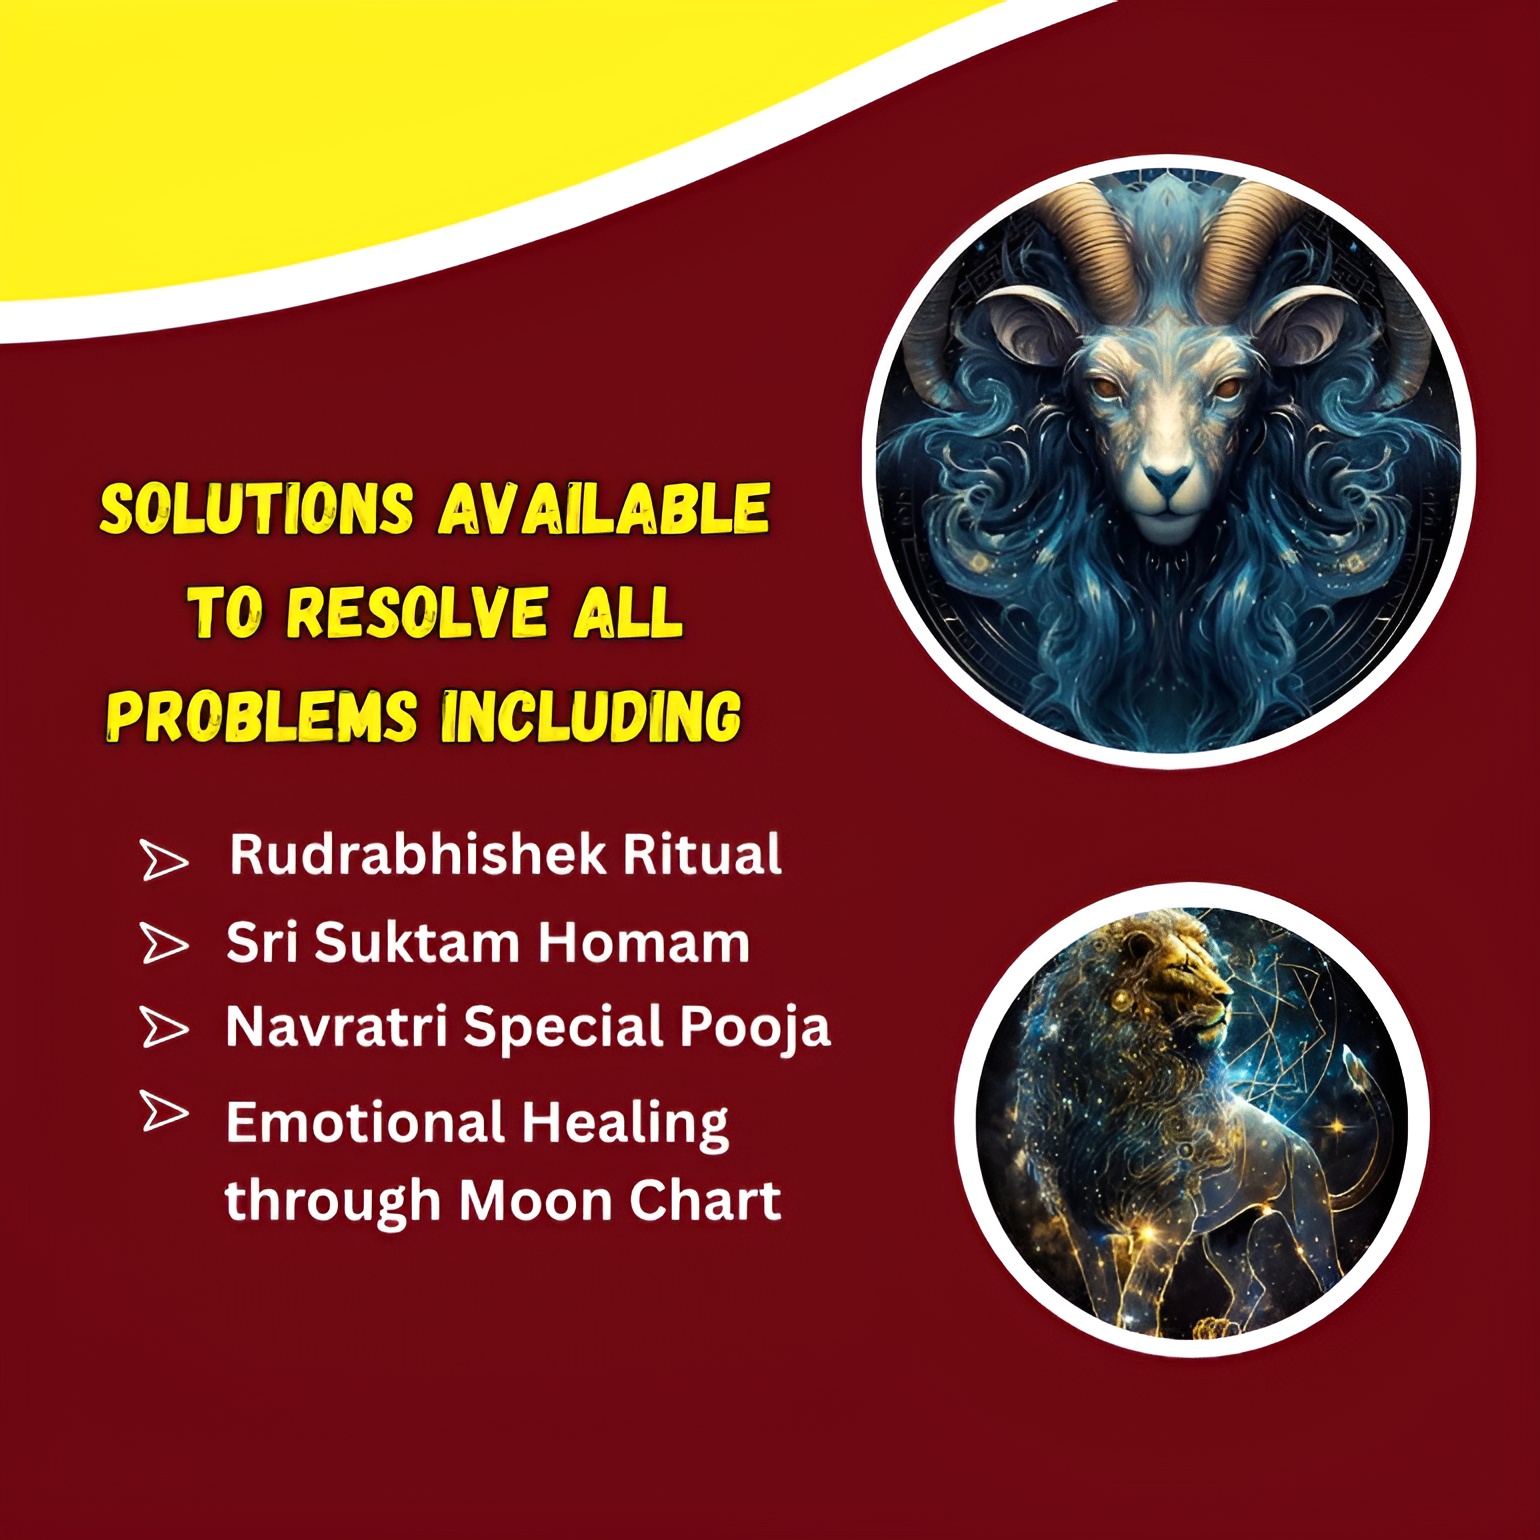 SOLUTIONS AVAILABLE
TO RESOLVE ALL
PROBLEMS INCLUDING
Rudrabhishek Ritual
Sri Suktam Homam
Navratri Special Pooja
Emotional Healing
through Moon Chart